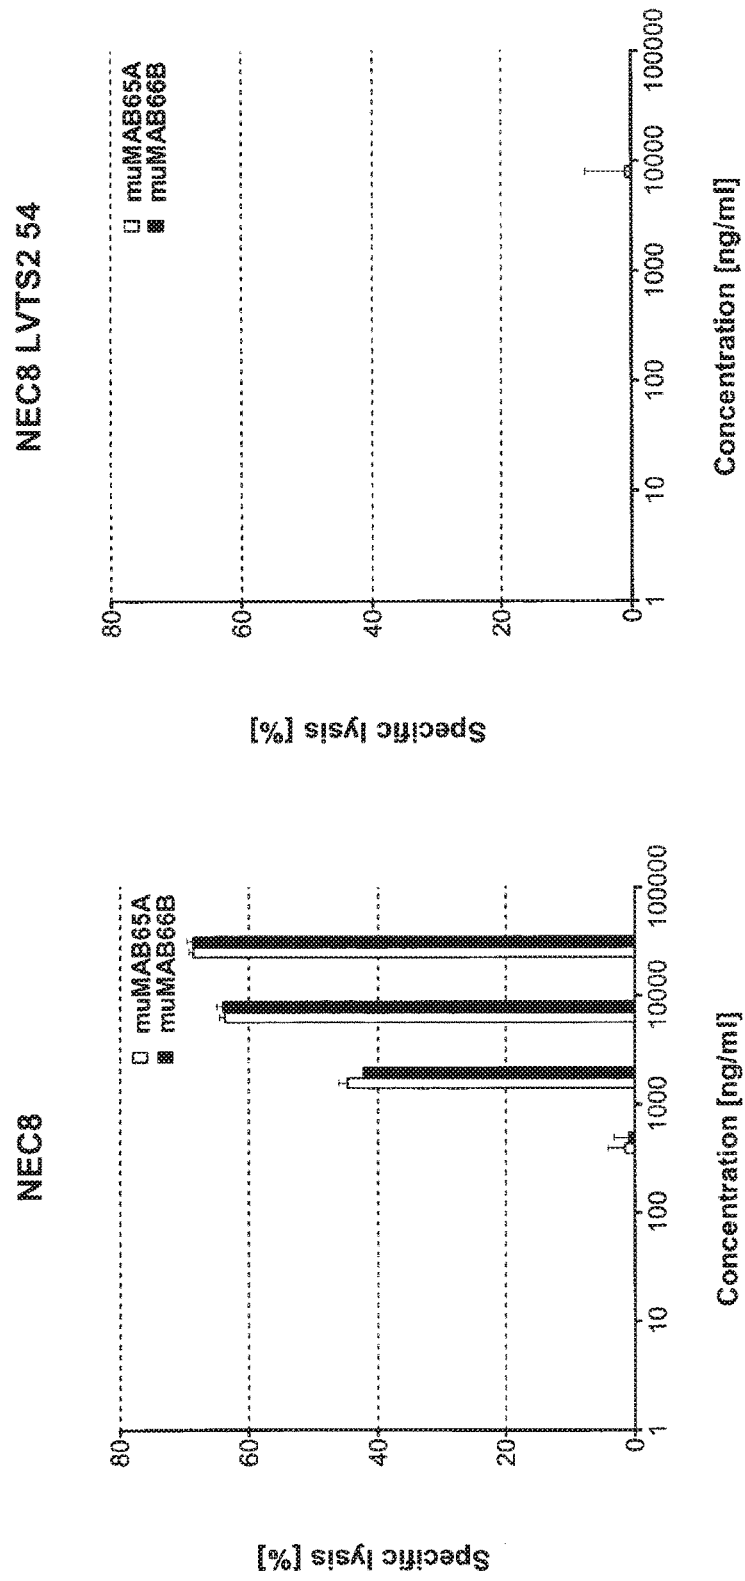 NEC8
muMAB65A
muMAB66B
Specific lysis [%]
80
60
40
20
0
1
10
100
1000
10000
100000
Concentration [ng/ml]
NEC8 LVTS2 54
muMAB65A
muMAB66B
Specific lysis [%]
80
60
40
20
0
1
10
100
1000
10000
100000
Concentration [ng/ml]